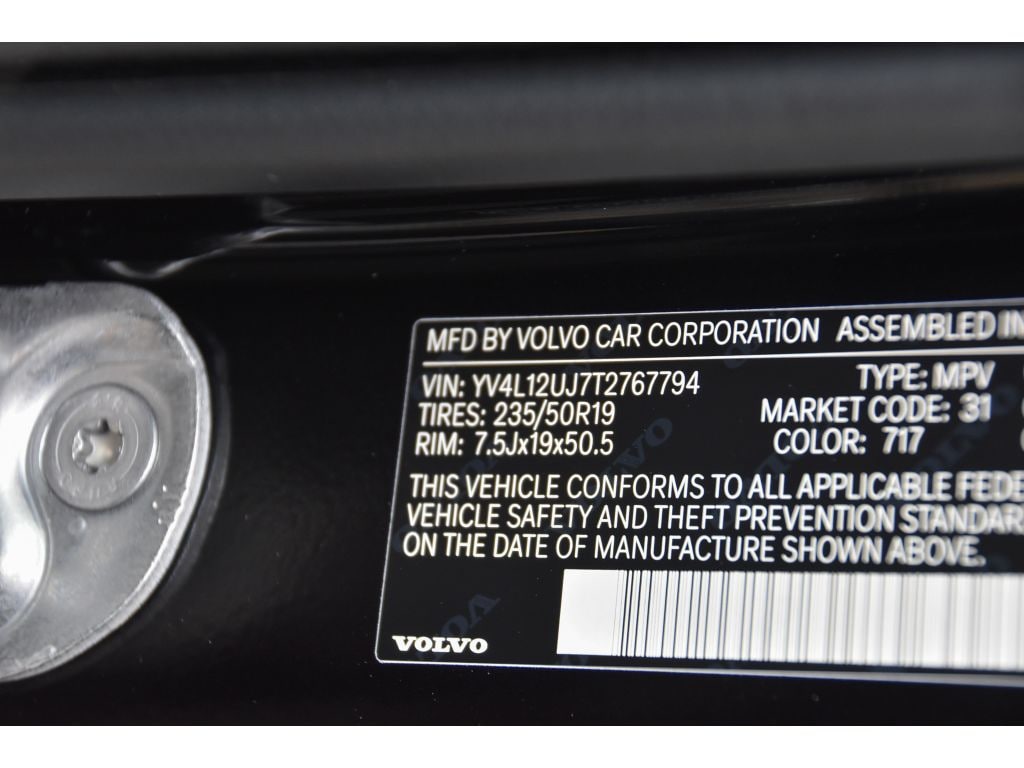 MFD BY VOLVO CAR CORPORATION ASSEMBLED IN
VIN: YV4L12UJ7T2767794 TYPE: MPV
TIRES: 235/50R19 MARKET CODE: 31
RIM: 7.5Jx19x50.5 COLOR: 717
THIS VEHICLE CONFORMS TO ALL APPLICABLE FEDE
VEHICLE SAFETY AND THEFT PREVENTION STANDAR
ON THE DATE OF MANUFACTURE SHOWN ABOVE.
VOLVO